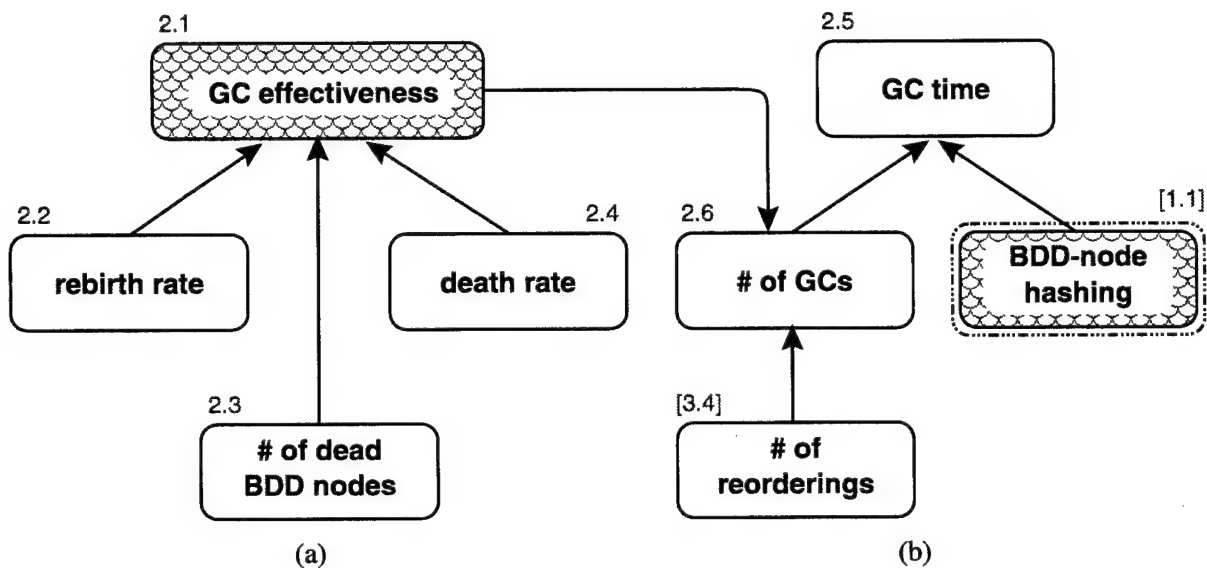 2.1
GC effectiveness
2.5
GC time
2.2
rebirth rate
2.4
death rate
2.6
# of GCs
[1.1]
BDD-node
hashing
2.3
# of dead
BDD nodes
[3.4]
# of
reorderings
(a)
(b)